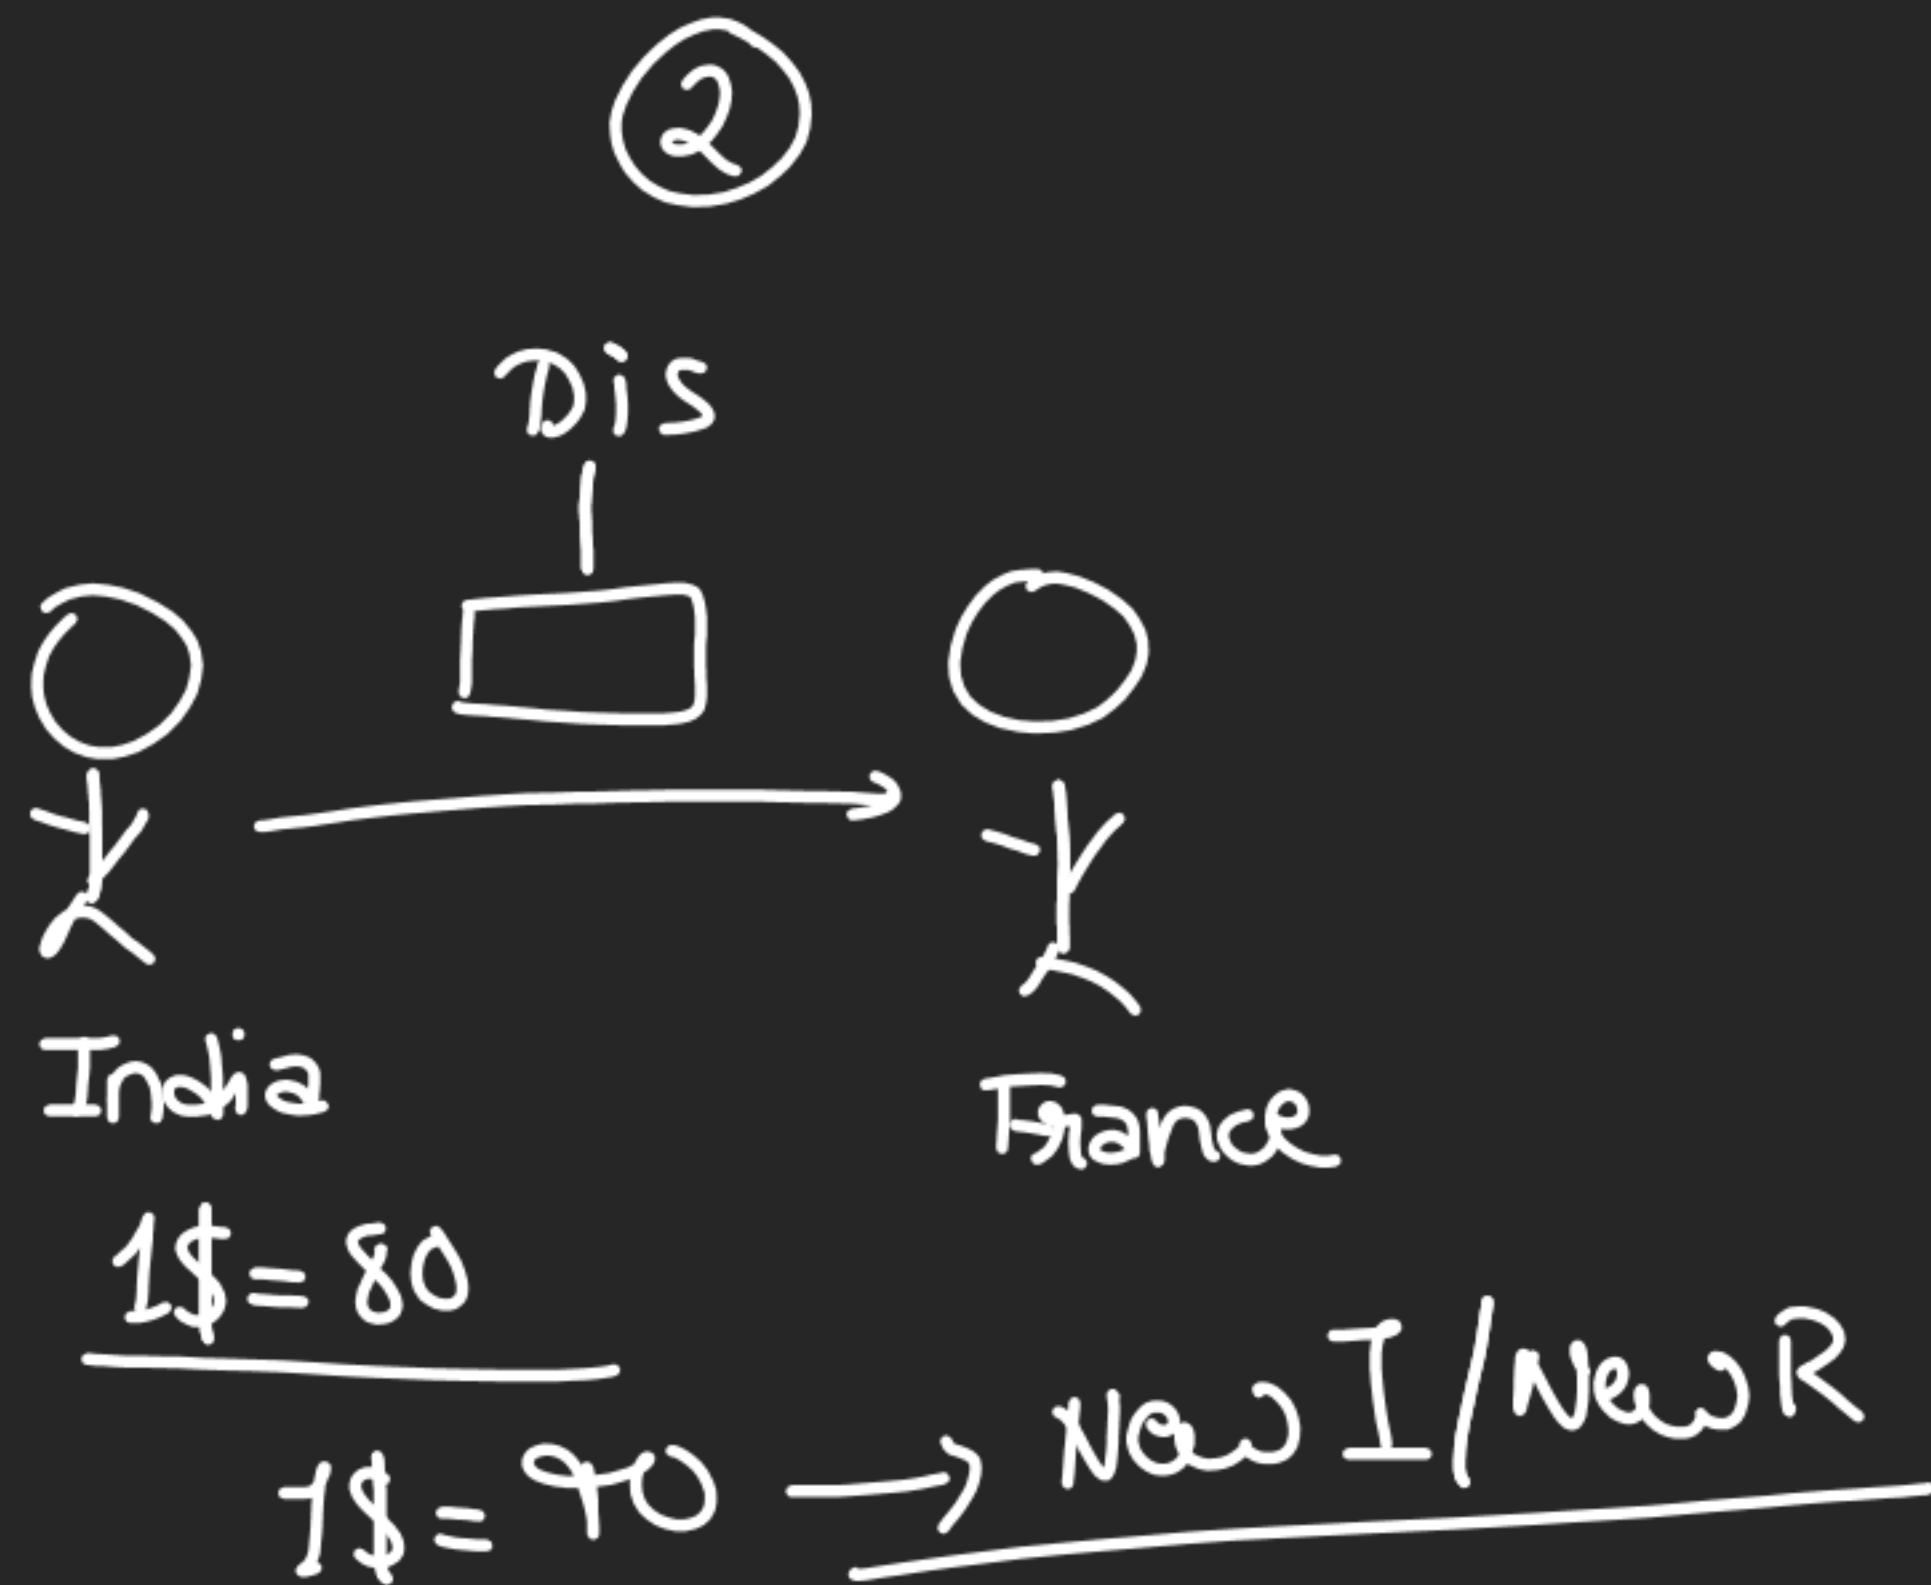 2
Dis
India
France
1$ = 80
1$ = 90 → New I/New R